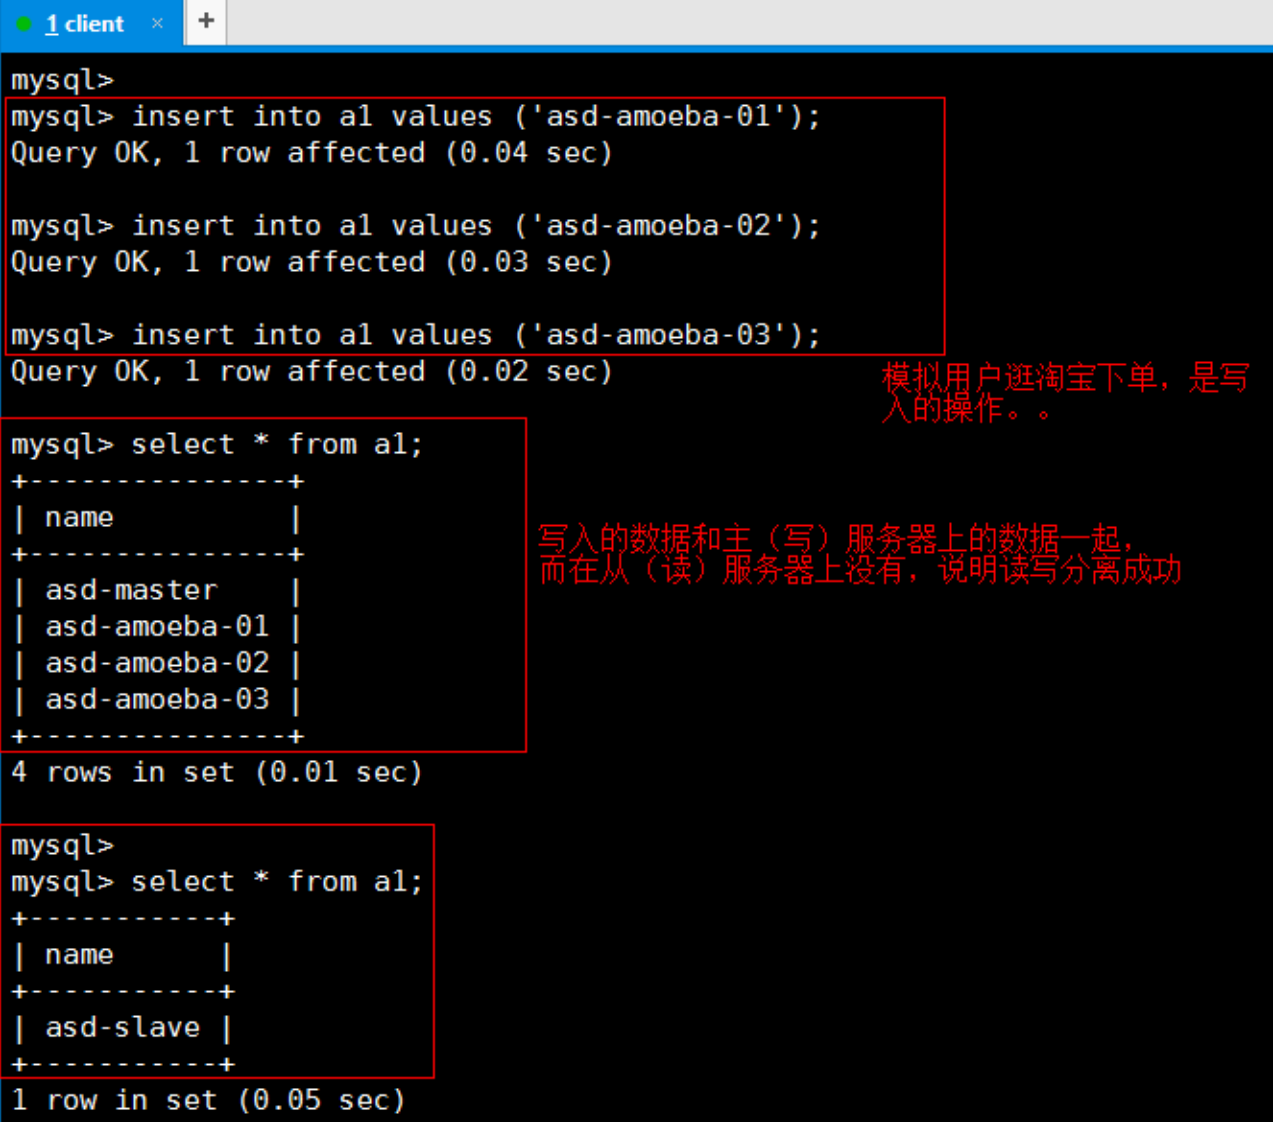 1 client × +
mysql>
mysql> insert into a1 values ('asd-amoeba-01');
Query OK, 1 row affected (0.04 sec)
mysql> insert into a1 values ('asd-amoeba-02');
Query OK, 1 row affected (0.03 sec)
mysql> insert into a1 values ('asd-amoeba-03');
Query OK, 1 row affected (0.02 sec)
模拟用户逛淘宝下单，是写
入的操作。。
mysql> select * from a1;
+---------------+
| name          |
+---------------+
| asd-master    |
| asd-amoeba-01 |
| asd-amoeba-02 |
| asd-amoeba-03 |
+---------------+
写入的数据和主（写）服务器上的数据一起，
而在从（读）服务器上没有，说明读写分离成功
4 rows in set (0.01 sec)
mysql>
mysql> select * from a1;
+-----------+
| name      |
+-----------+
| asd-slave |
+-----------+
1 row in set (0.05 sec)